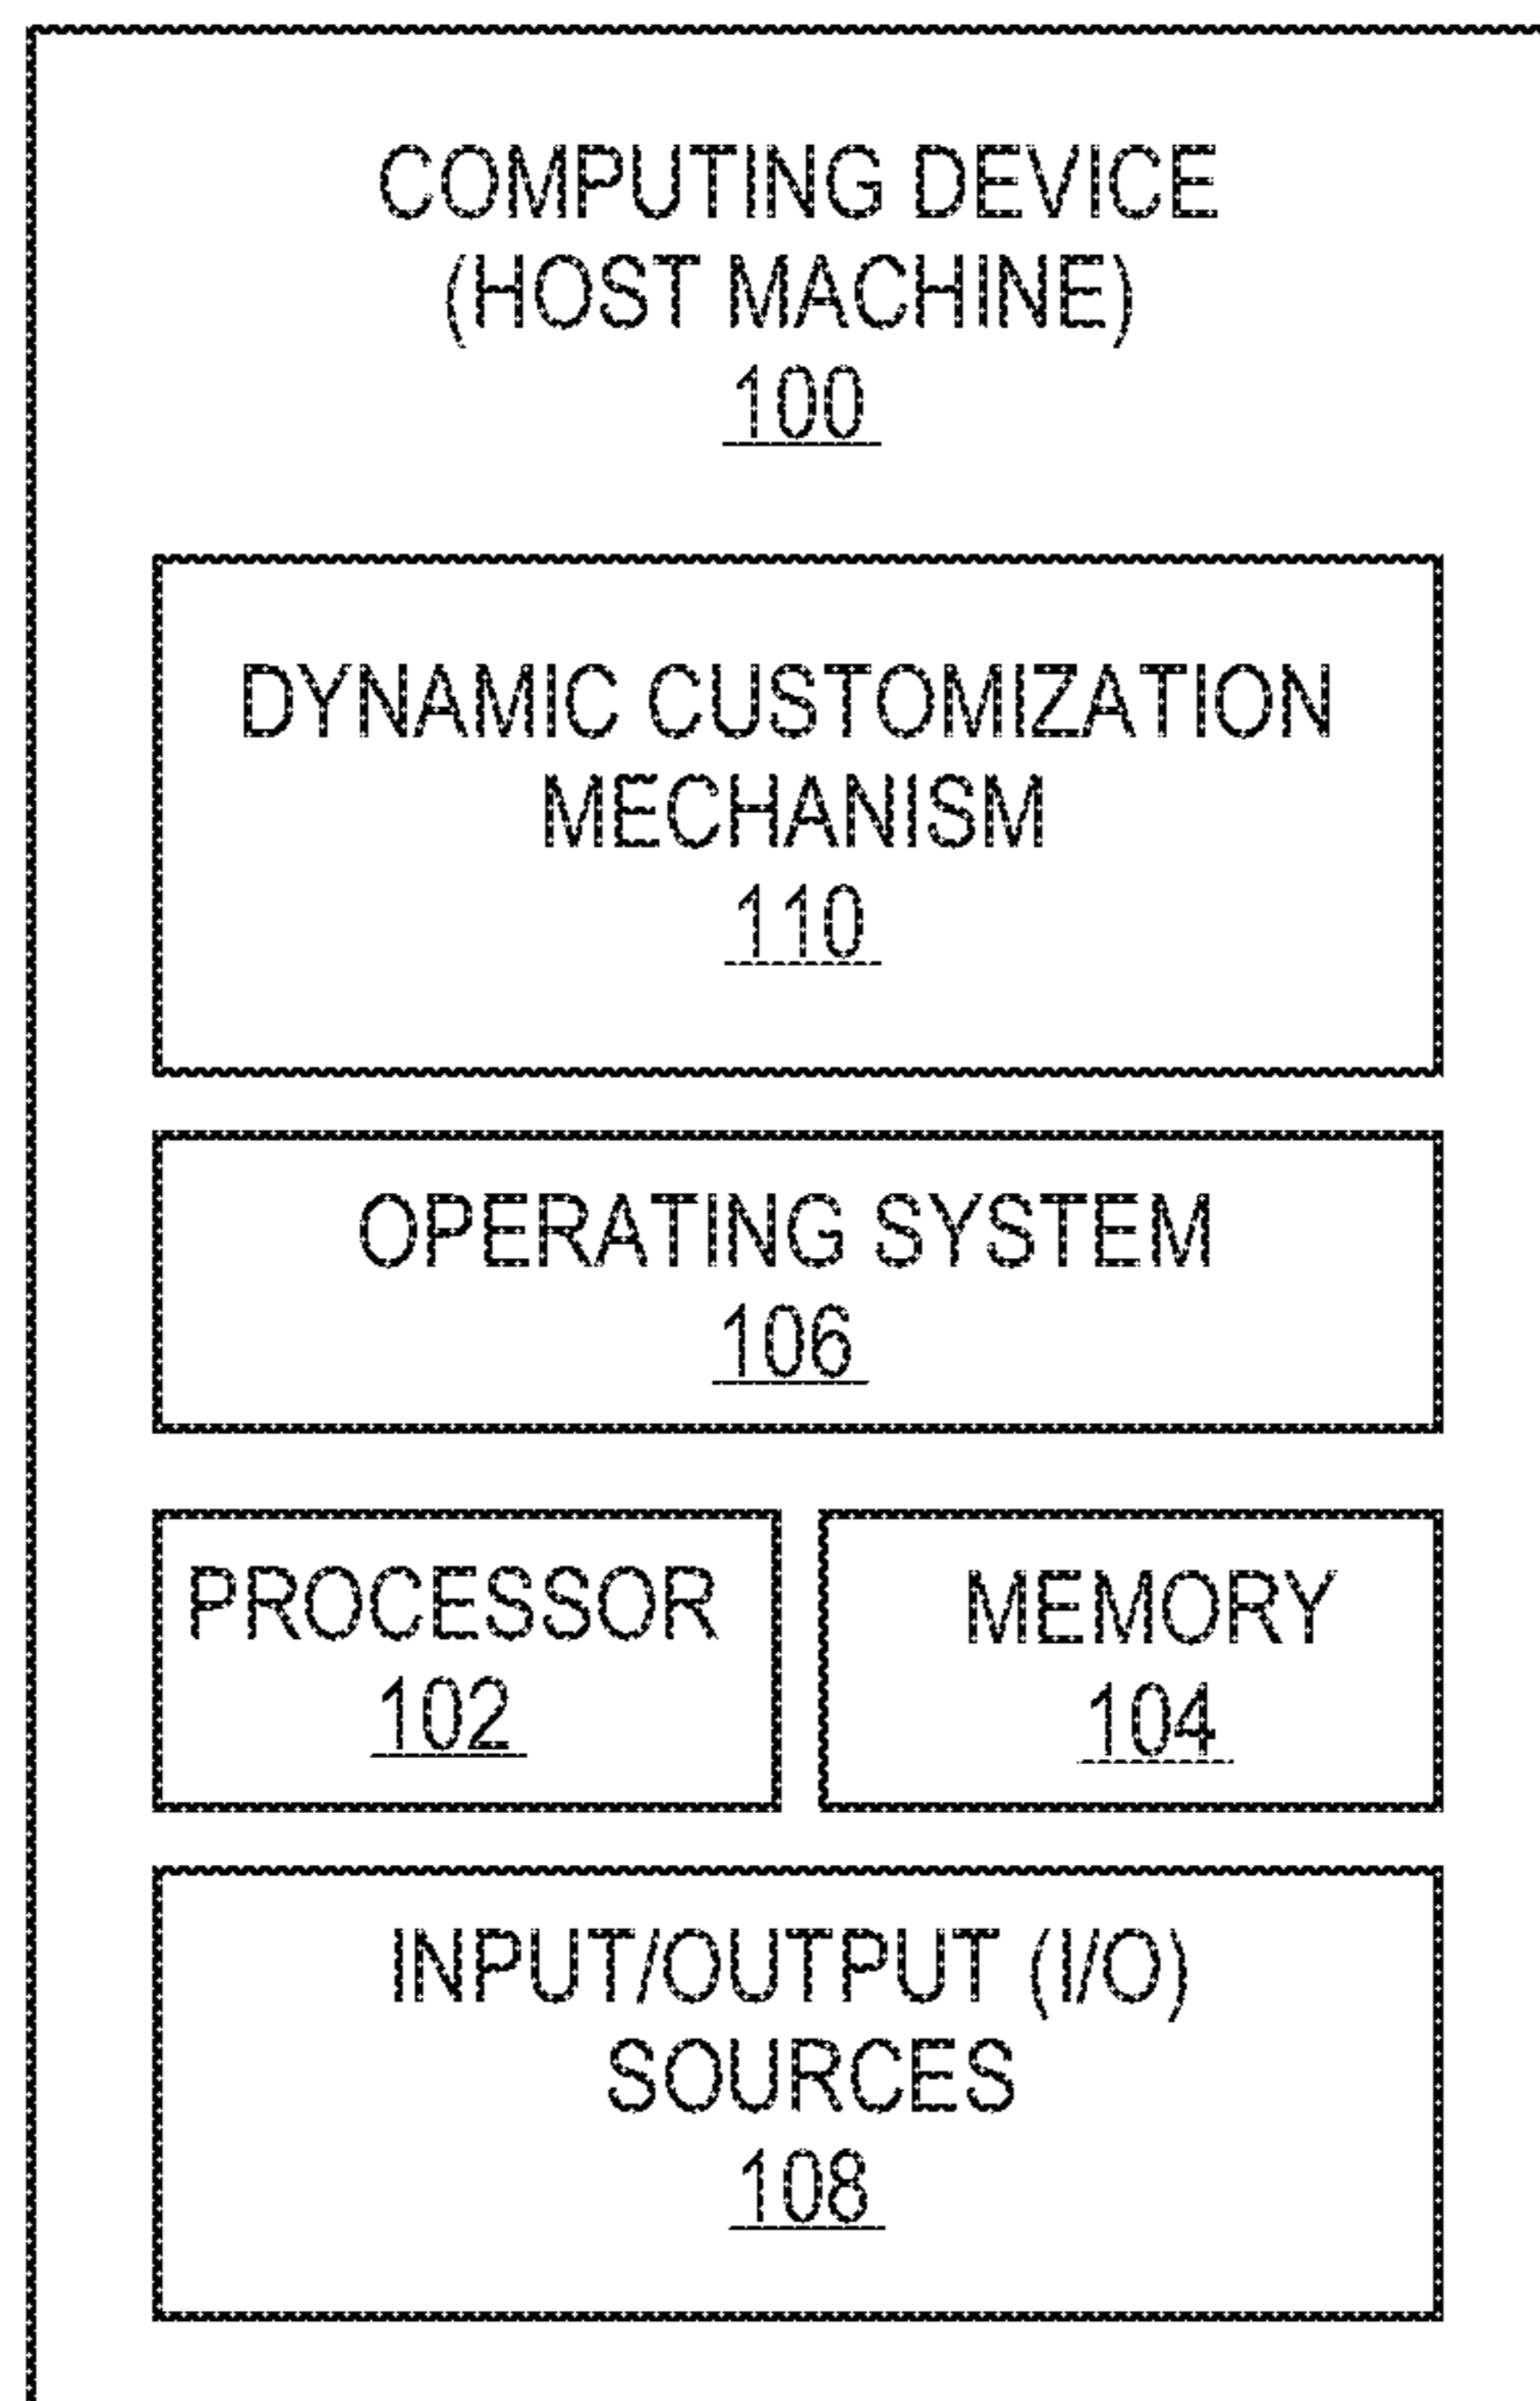 COMPUTING DEVICE
(HOST MACHINE)
100
DYNAMIC CUSTOMIZATION
MECHANISM
110
OPERATING SYSTEM
106
PROCESSOR
102
MEMORY
104
INPUT/OUTPUT (I/O)
SOURCES
108